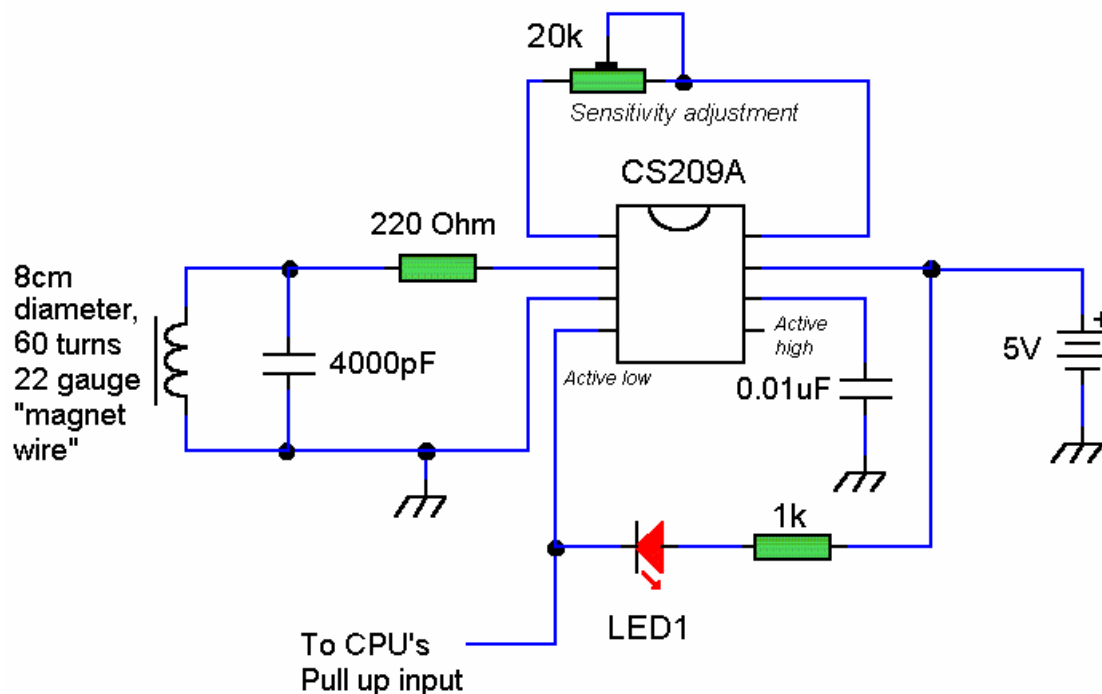 20k
Sensitivity adjustment
CS209A
220 Ohm
8cm
diameter,
60 turns
22 gauge
"magnet
wire"
4000pF
Active low
Active
high
0.01uF
5V
+
1k
LED1
To CPU's
Pull up input